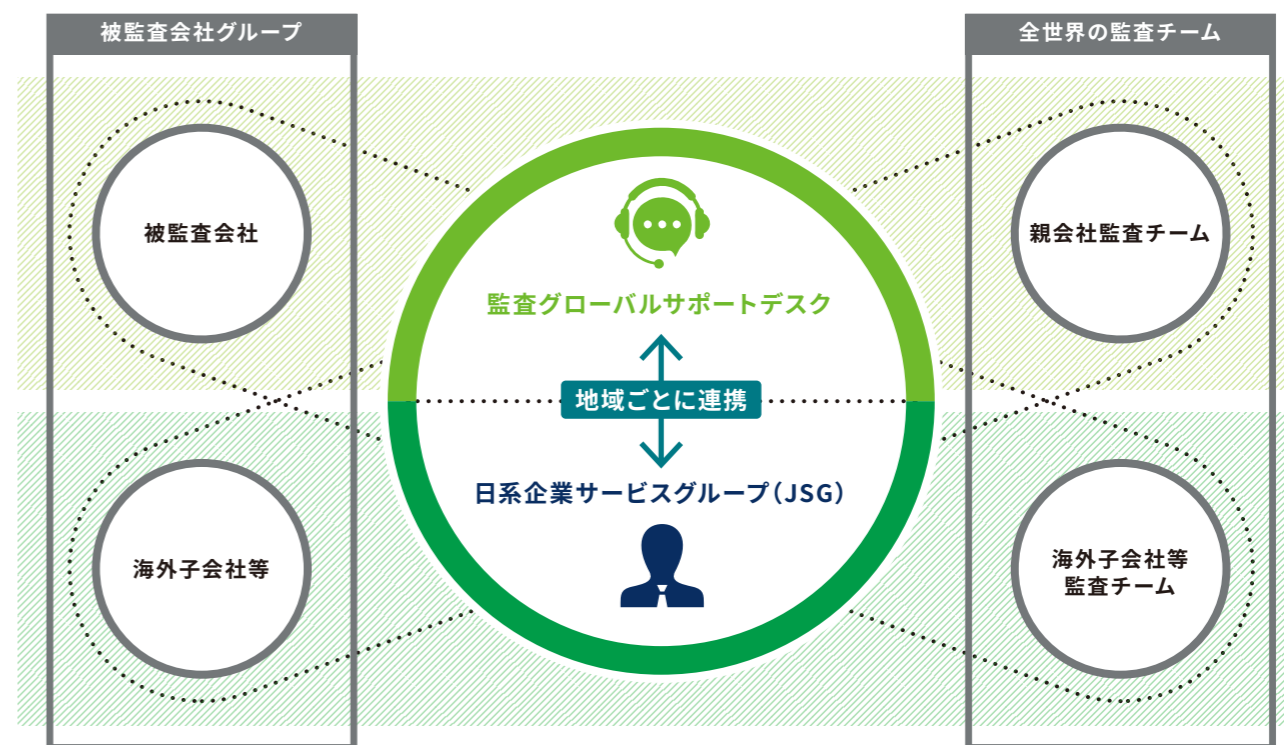 被監査会社グループ
全世界の監査チーム
被監査会社
親会社監査チーム
監査グローバルサポートデスク
地域ごとに連携
日系企業サービスグループ（JSG）
海外子会社等
海外子会社等
監査チーム